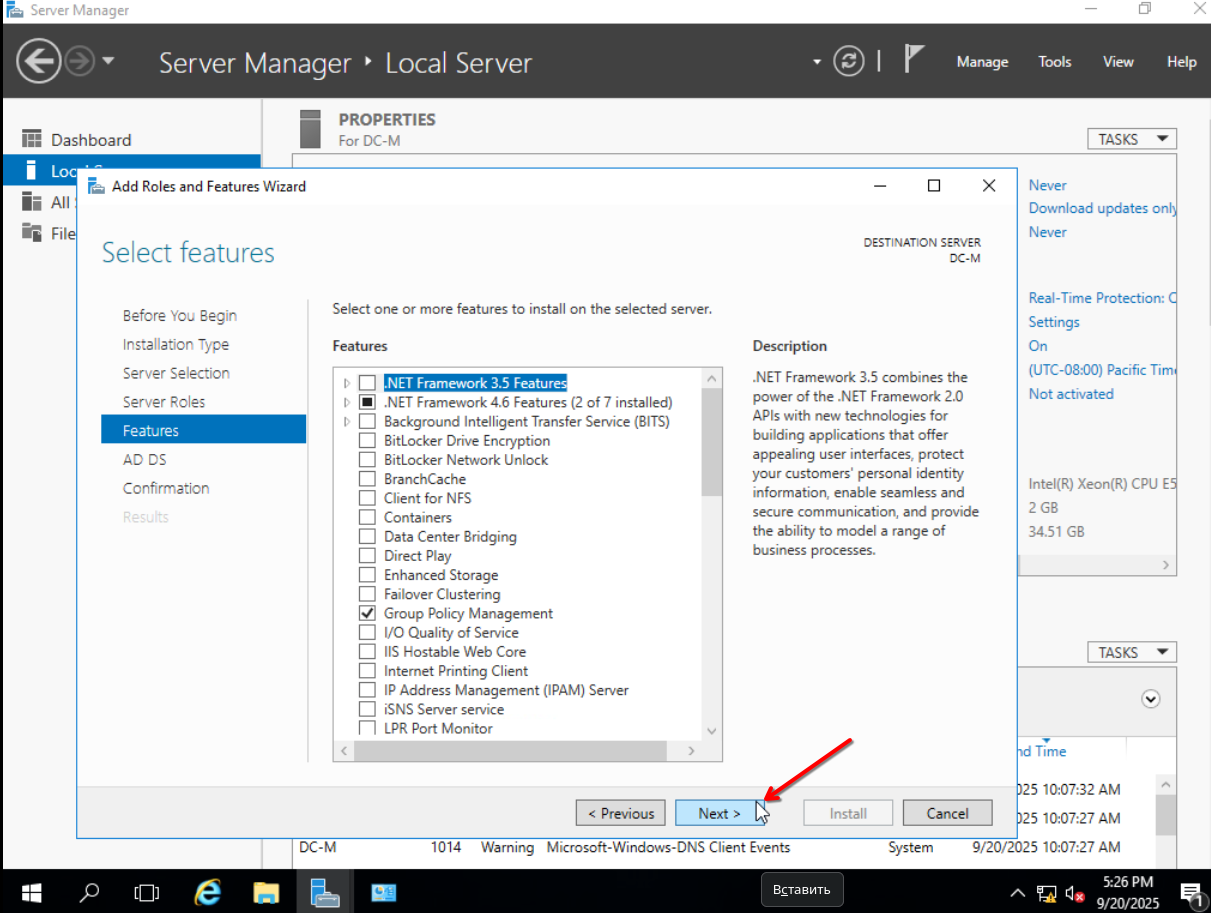 Server Manager
Server Manager • Local Server
Manage Tools View Help
Dashboard
All
File
PROPERTIES
For DC-M
TASKS
Never
Download updates only
Never
Real-Time Protection:
Settings
On
(UTC-08:00) Pacific Time
Not activated
Intel(R) Xeon(R) CPU E5
2 GB
34.51 GB
TASKS
Add Roles and Features Wizard
Select features
DESTINATION SERVER
DC-M
Before You Begin
Installation Type
Server Selection
Server Roles
Features
AD DS
Confirmation
Results
Select one or more features to install on the selected server.
Features
.NET Framework 3.5 Features
.NET Framework 4.6 Features (2 of 7 installed)
Background Intelligent Transfer Service (BITS)
BitLocker Drive Encryption
BitLocker Network Unlock
BranchCache
Client for NFS
Containers
Data Center Bridging
Direct Play
Enhanced Storage
Failover Clustering
Group Policy Management
I/O Quality of Service
IIS Hostable Web Core
Internet Printing Client
IP Address Management (IPAM) Server
iSNS Server service
LPR Port Monitor
Description
.NET Framework 3.5 combines the
power of the .NET Framework 2.0
APIs with new technologies for
building applications that offer
appealing user interfaces, protect
your customers' personal identity
information, enable seamless and
secure communication, and provide
the ability to model a range of
business processes.
< Previous Next > Install Cancel
Time
10:07:32 AM
10:07:27 AM
DC-M 1014 Warning Microsoft-Windows-DNS Client Events System 9/20/2025 10:07:27 AM
Вставить
5:26 PM
9/20/2025
1